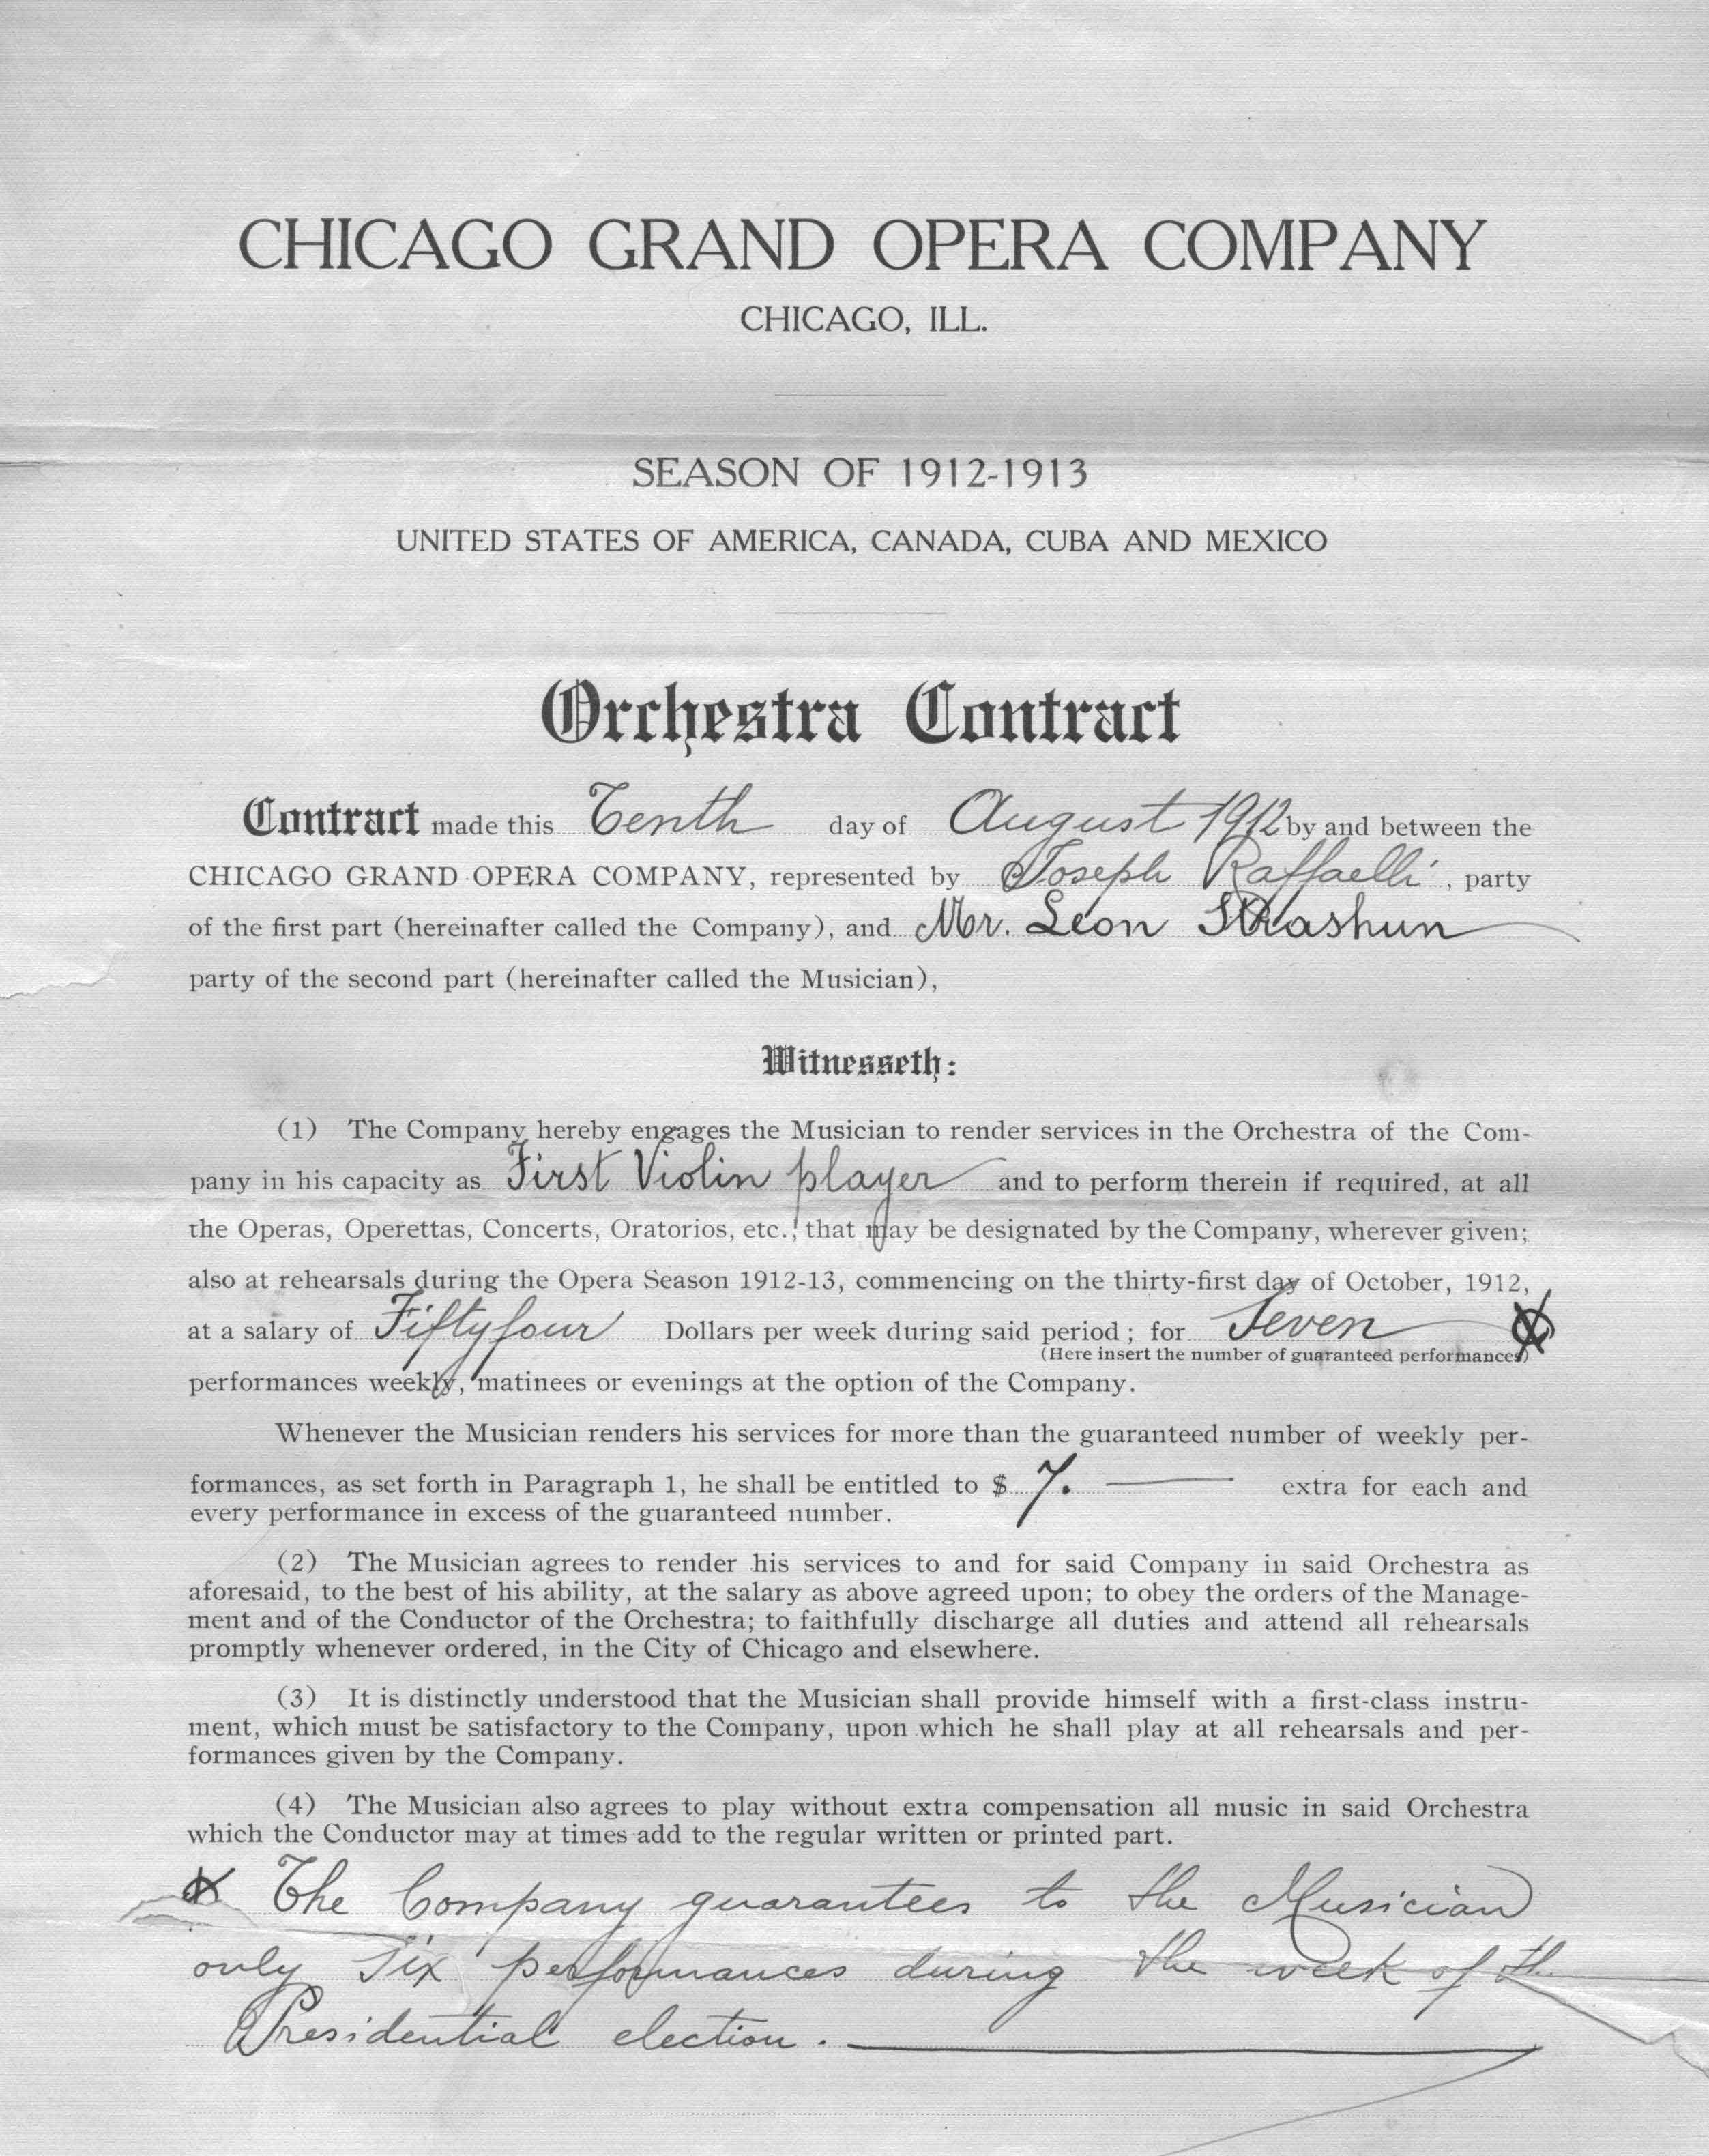 CHICAGO GRAND OPERA COMPANY
CHICAGO, ILL.
SEASON OF 1912-1913
UNITED STATES OF AMERICA, CANADA, CUBA AND MEXICO
Orchestra Contract
Contract made this Tenth day of August 1912 by and between the
CHICAGO GRAND OPERA COMPANY, represented by Joseph Raffaelli, party
of the first part (hereinafter called the Company), and Mr. Leon Strashun
party of the second part (hereinafter called the Musician),
Witnesseth:
(1) The Company hereby engages the Musician to render services in the Orchestra of the Com-
pany in his capacity as First Violin player and to perform therein if required, at all
the Operas, Operettas, Concerts, Oratorios, etc., that may be designated by the Company, wherever given;
also at rehearsals during the Opera Season 1912-13, commencing on the thirty-first day of October, 1912,
at a salary of Fifty four Dollars per week during said period; for Seven
(Here insert the number of guaranteed performances)
performances weekly, matinees or evenings at the option of the Company.
Whenever the Musician renders his services for more than the guaranteed number of weekly per-
formances, as set forth in Paragraph 1, he shall be entitled to $ 7. — extra for each and
every performance in excess of the guaranteed number.
(2) The Musician agrees to render his services to and for said Company in said Orchestra as
aforesaid, to the best of his ability, at the salary as above agreed upon; to obey the orders of the Manage-
ment and of the Conductor of the Orchestra; to faithfully discharge all duties and attend all rehearsals
promptly whenever ordered, in the City of Chicago and elsewhere.
(3) It is distinctly understood that the Musician shall provide himself with a first-class instru-
ment, which must be satisfactory to the Company, upon which he shall play at all rehearsals and per-
formances given by the Company.
(4) The Musician also agrees to play without extra compensation all music in said Orchestra
which the Conductor may at times add to the regular written or printed part.
The Company guarantees to the Musician
only six performances during the week of th.
Presidential election.